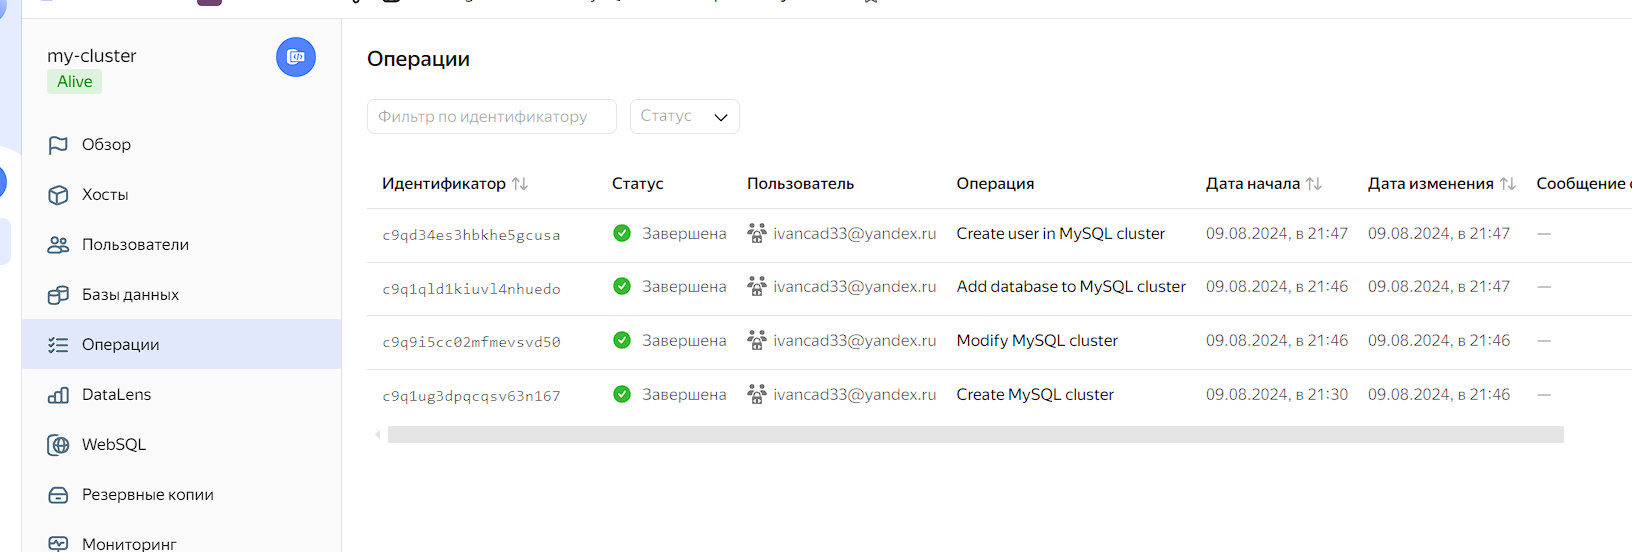 my-cluster
Alive
Обзор
Хосты
Пользователи
Базы данных
Операции
DataLens
WebSQL
Резервные копии
Мониторинг
Операции
Фильтр по идентификатору Статус
Идентификатор Статус Пользователь Операция Дата начала Дата изменения Сообщение
c9qd34es3hbkhe5gcusa Завершена ivancad33@yandex.ru Create user in MySQL cluster 09.08.2024, в 21:47 09.08.2024, в 21:47 —
c9q1qld1kiuvl4nhuedo Завершена ivancad33@yandex.ru Add database to MySQL cluster 09.08.2024, в 21:46 09.08.2024, в 21:47 —
c9q9i5cc02mfmevsvd50 Завершена ivancad33@yandex.ru Modify MySQL cluster 09.08.2024, в 21:46 09.08.2024, в 21:46 —
c9q1ug3dpqcqsv63n167 Завершена ivancad33@yandex.ru Create MySQL cluster 09.08.2024, в 21:30 09.08.2024, в 21:46 —